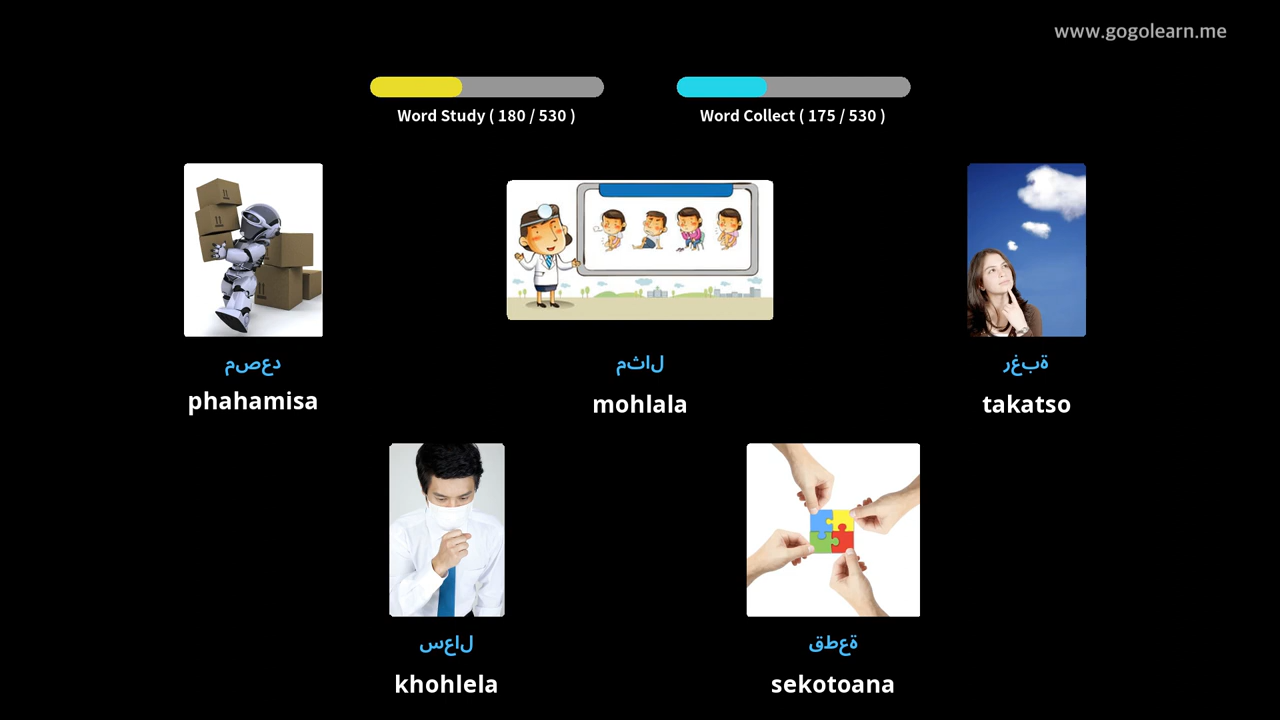 www.gogolearn.me
Word Study ( 180 / 530 )
Word Collect ( 175 / 530 )
مصعد
phahamisa
مثال
mohlala
رغبة
takatso
سعال
khohlela
قطعة
sekotoana